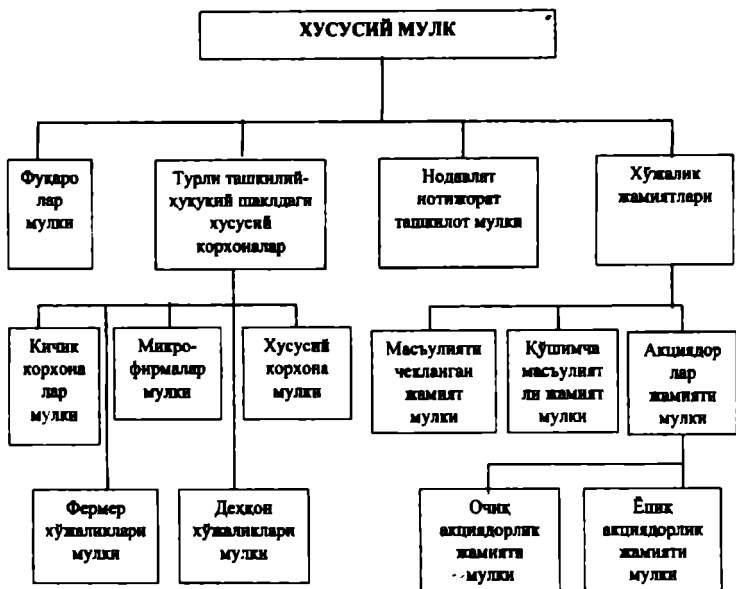 ХУСУСИЙ МУЛК
Фуқаро
лар
мулки
Турли ташкилий-
ҳуқуқий шаклдаги
хусусий
корхоналар
Нодавлат
нотижорат
ташкилот мулки
Хўжалик
жамиятлари
Кичик
корхона
лар
мулки
Микро-
фирмалар
мулки
Хусусий
корхона
мулки
Масъулияти
чекланган
жамият
мулки
Қўшимча
масъулият
ли жамият
мулки
Акциядор
лар
жамияти
мулки
Фермер
хўжаликлари
мулки
Деҳқон
хўжаликлари
мулки
Очиқ
акциядорлик
жамияти
мулки
Ёпиқ
акциядорлик
жамияти
мулки